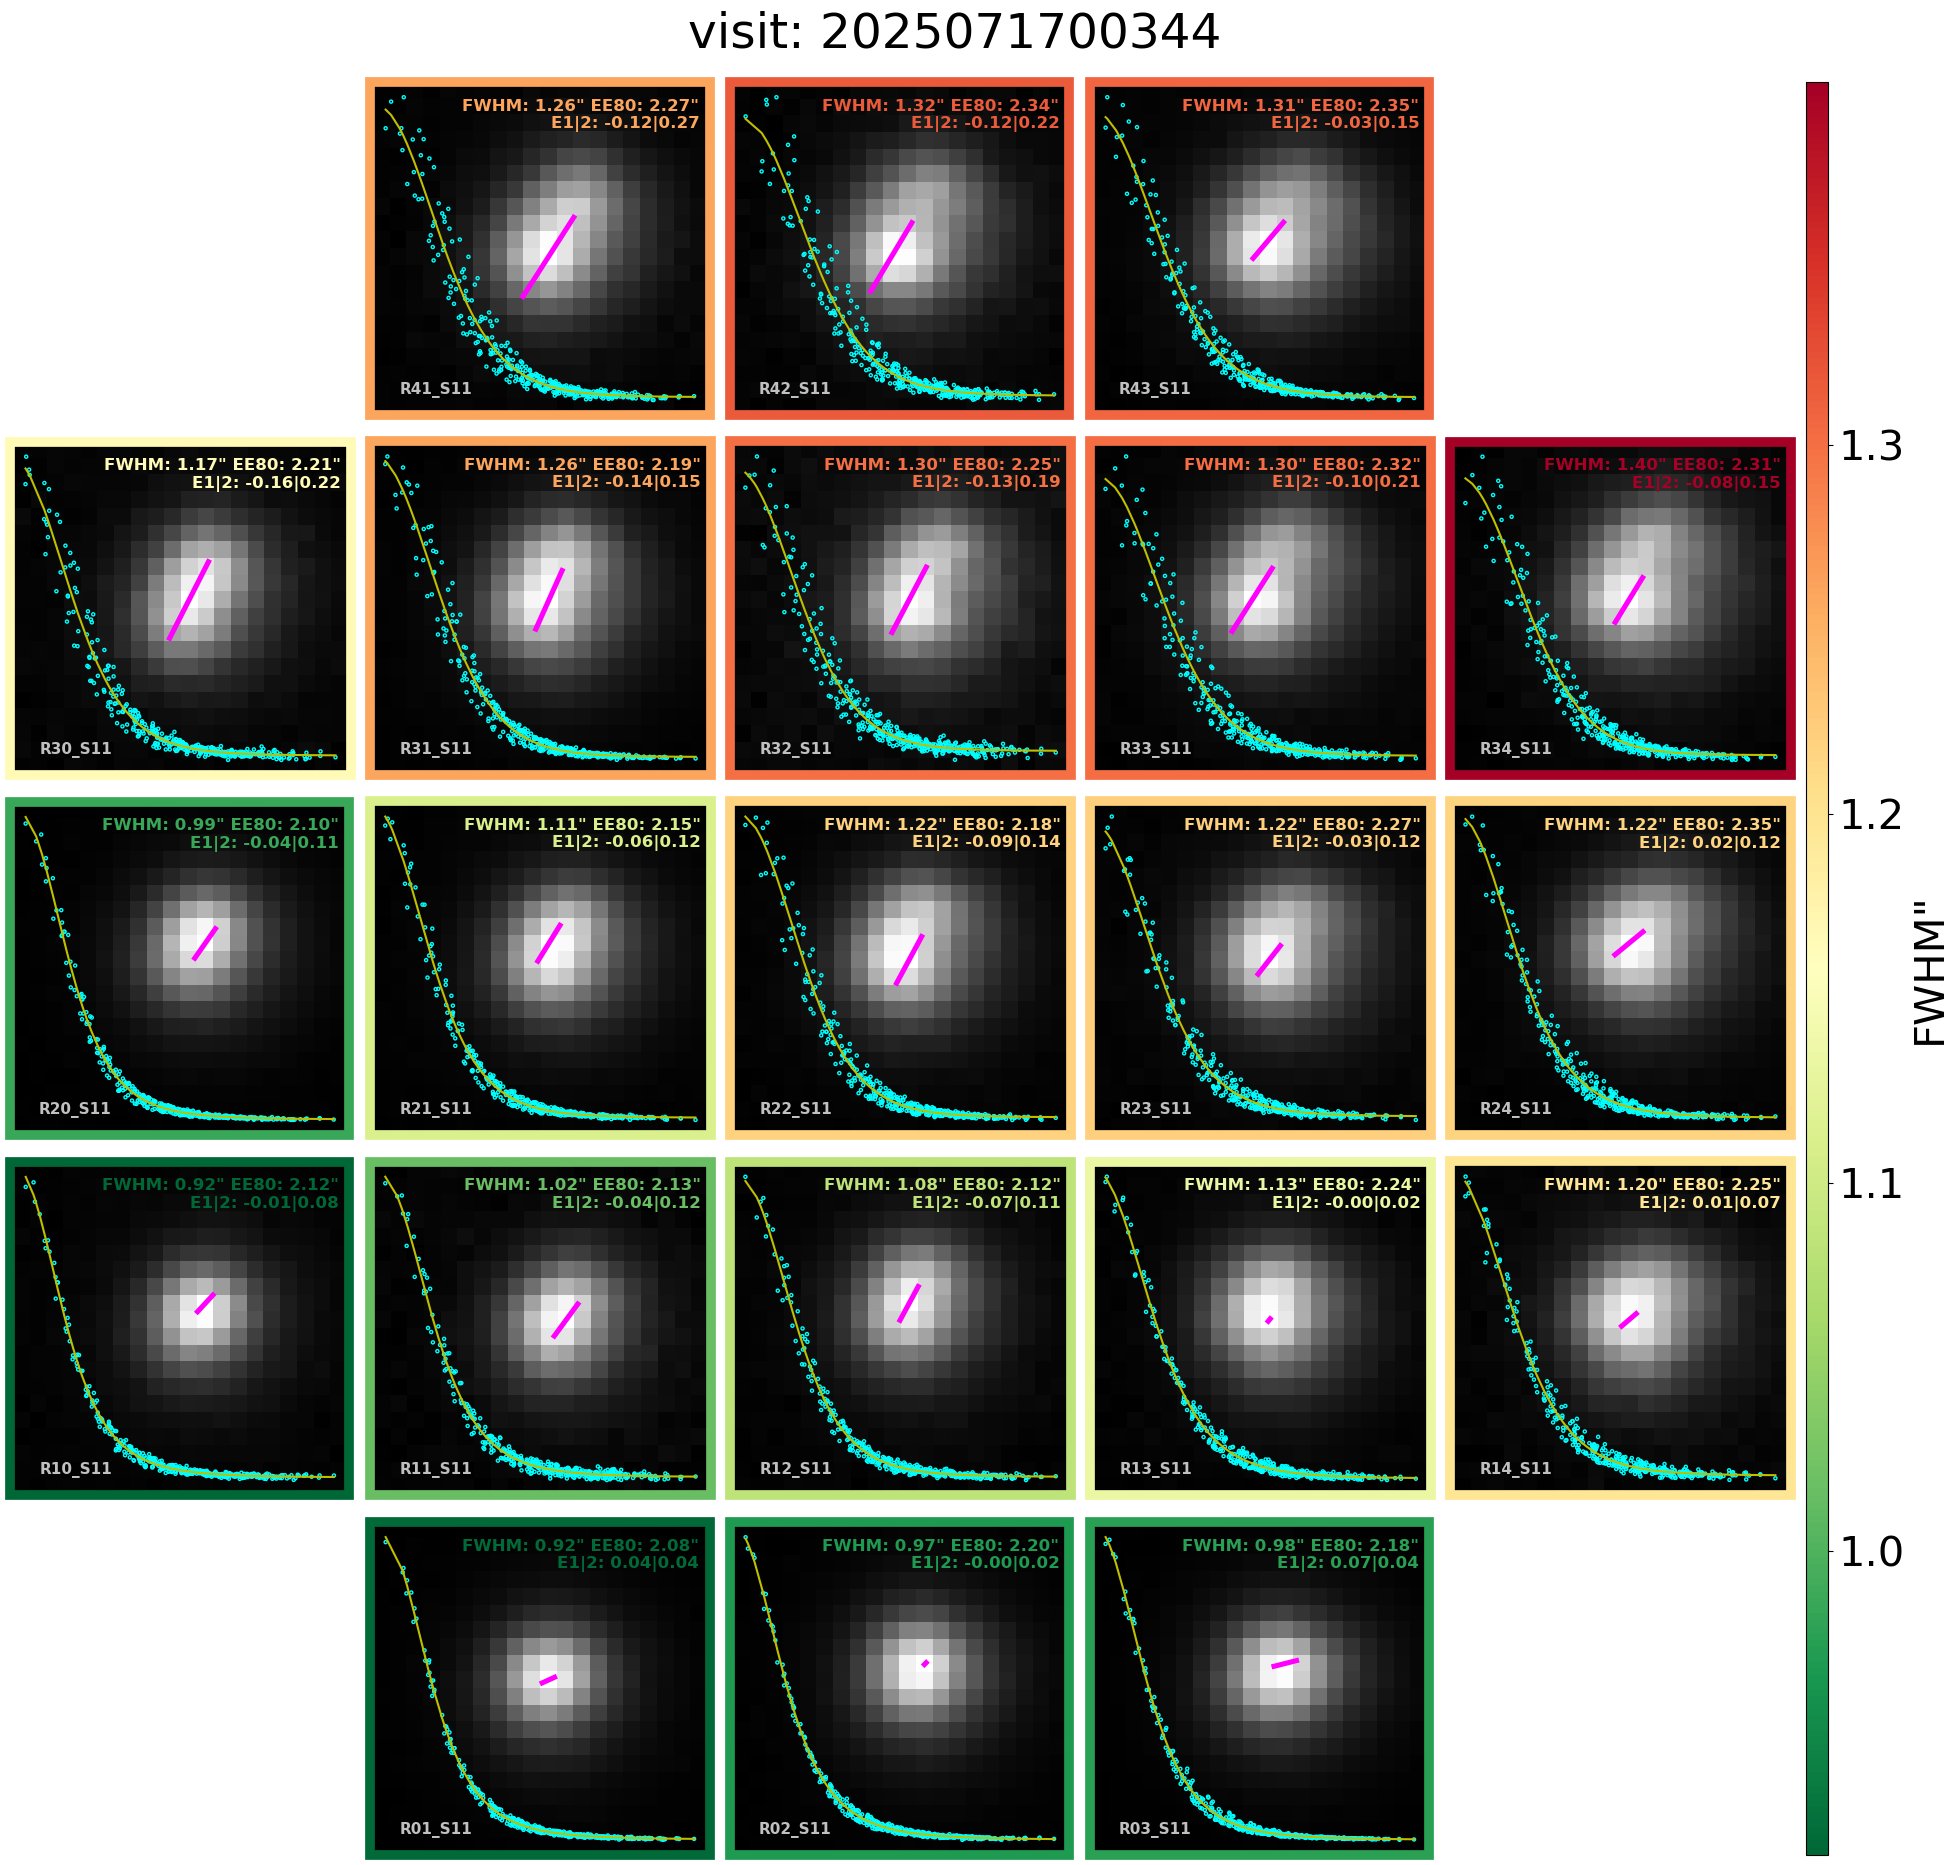 visit: 2025071700344
FWHM: 1.26" EE80: 2.27"
E1|2: -0.12|0.27
R41_S11
FWHM: 1.32" EE80: 2.34"
E1|2: -0.12|0.22
R42_S11
FWHM: 1.31" EE80: 2.35"
E1|2: -0.03|0.15
R43_S11
FWHM: 1.17" EE80: 2.21"
E1|2: -0.16|0.22
R30_S11
FWHM: 1.26" EE80: 2.19"
E1|2: -0.14|0.15
R31_S11
FWHM: 1.30" EE80: 2.25"
E1|2: -0.13|0.19
R32_S11
FWHM: 1.30" EE80: 2.32"
E1|2: -0.10|0.21
R33_S11
FWHM: 1.40" EE80: 2.31"
E1|2: -0.08|0.15
R34_S11
FWHM: 0.99" EE80: 2.10"
E1|2: -0.04|0.11
R20_S11
FWHM: 1.11" EE80: 2.15"
E1|2: -0.06|0.12
R21_S11
FWHM: 1.22" EE80: 2.18"
E1|2: -0.09|0.14
R22_S11
FWHM: 1.22" EE80: 2.27"
E1|2: -0.03|0.12
R23_S11
FWHM: 1.22" EE80: 2.35"
E1|2: 0.02|0.12
R24_S11
FWHM: 0.92" EE80: 2.12"
E1|2: -0.01|0.08
R10_S11
FWHM: 1.02" EE80: 2.13"
E1|2: -0.04|0.12
R11_S11
FWHM: 1.08" EE80: 2.12"
E1|2: -0.07|0.11
R12_S11
FWHM: 1.13" EE80: 2.24"
E1|2: -0.00|0.02
R13_S11
FWHM: 1.20" EE80: 2.25"
E1|2: 0.01|0.07
R14_S11
FWHM: 0.92" EE80: 2.08"
E1|2: 0.04|0.04
R01_S11
FWHM: 0.97" EE80: 2.20"
E1|2: -0.00|0.02
R02_S11
FWHM: 0.98" EE80: 2.18"
E1|2: 0.07|0.04
R03_S11
1.3
1.2
1.1
1.0
FWHM"